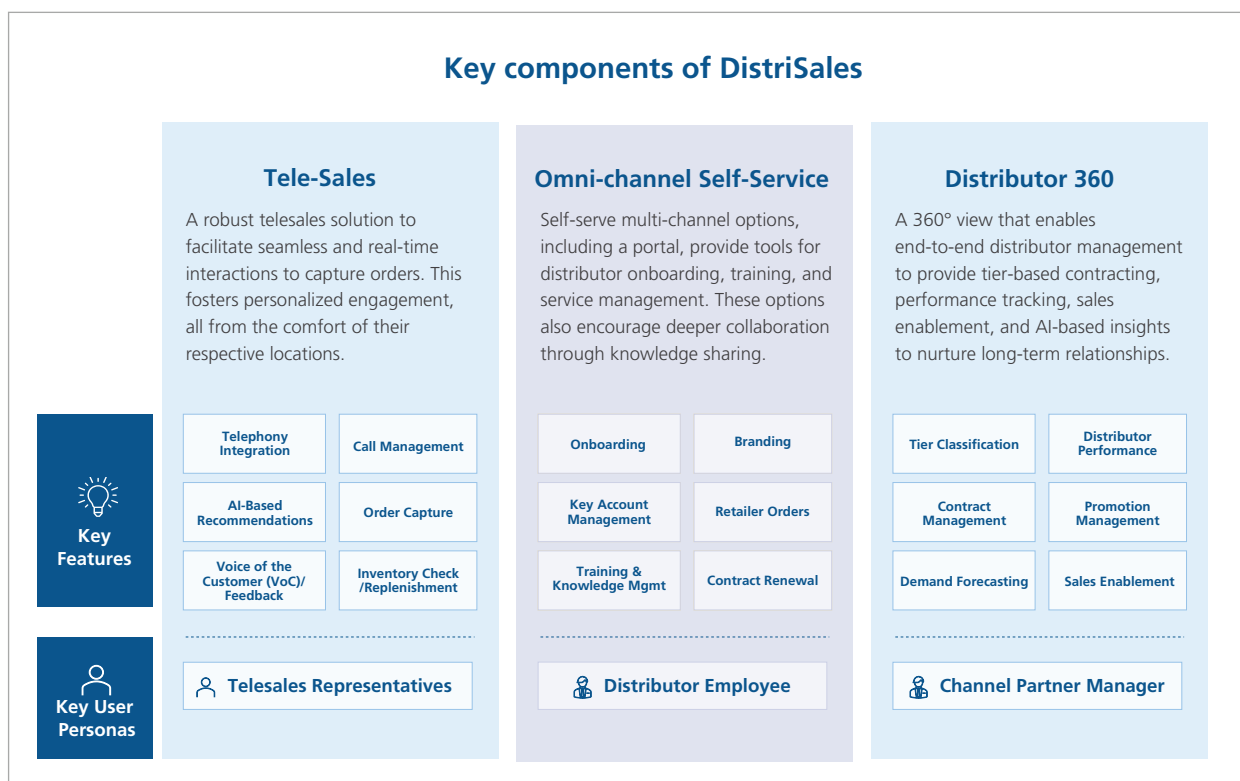 Key components of DistriSales
Tele-Sales
A robust telesales solution to
facilitate seamless and real-time
interactions to capture orders. This
fosters personalized engagement,
all from the comfort of their
respective locations.
Omni-channel Self-Service
Self-serve multi-channel options,
including a portal, provide tools for
distributor onboarding, training, and
service management. These options
also encourage deeper collaboration
through knowledge sharing.
Distributor 360
A 360° view that enables
end-to-end distributor management
to provide tier-based contracting,
performance tracking, sales
enablement, and AI-based insights
to nurture long-term relationships.
Key
Features
Telephony
Integration
Call Management
AI-Based
Recommendations
Order Capture
Voice of the
Customer (VoC)/
Feedback
Inventory Check
/Replenishment
Onboarding
Branding
Key Account
Management
Retailer Orders
Training &
Knowledge Mgmt
Contract Renewal
Tier Classification
Distributor
Performance
Contract
Management
Promotion
Management
Demand Forecasting
Sales Enablement
Key User
Personas
Telesales Representatives
Distributor Employee
Channel Partner Manager